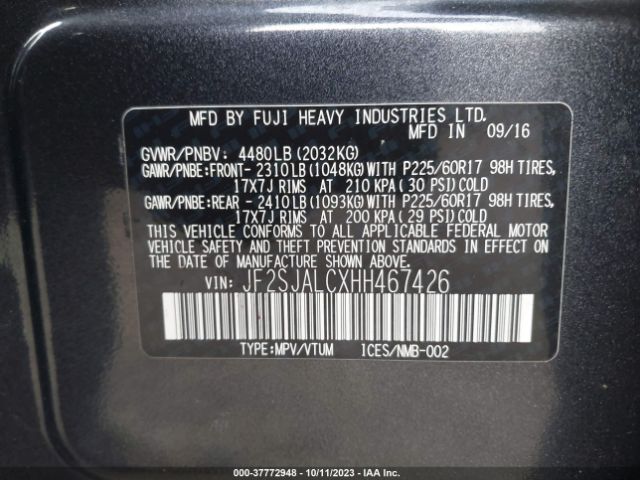 MFD BY FUJI HEAVY INDUSTRIES LTD.
MFD IN 09/16
GVWR/PNBV: 4480LB(2032KG)
GAWR/PNBE:FRONT- 2310LB(1048KG)WITH P225/60R17 98H TIRES,
17X7J RIMS AT 210 KPA( 30 PSI)COLD
GAWR/PNBE:REAR - 2410LB(1093KG)WITH P225/60R17 98H TIRES,
17X7J RIMS AT 200 KPA( 29 PSI)COLD
THIS VEHICLE CONFORMS TO ALL APPLICABLE FEDERAL MOTOR
VEHICLE SAFETY AND THEFT PREVENTION STANDARDS IN EFFECT ON
THE DATE OF MANUFACTURE SHOWN ABOVE.
VIN: JF2SJALCXHH467426
TYPE:MPV/VTUM ICES/NMB-002
000-37772948 - 10/11/2023 - IAAI.COM